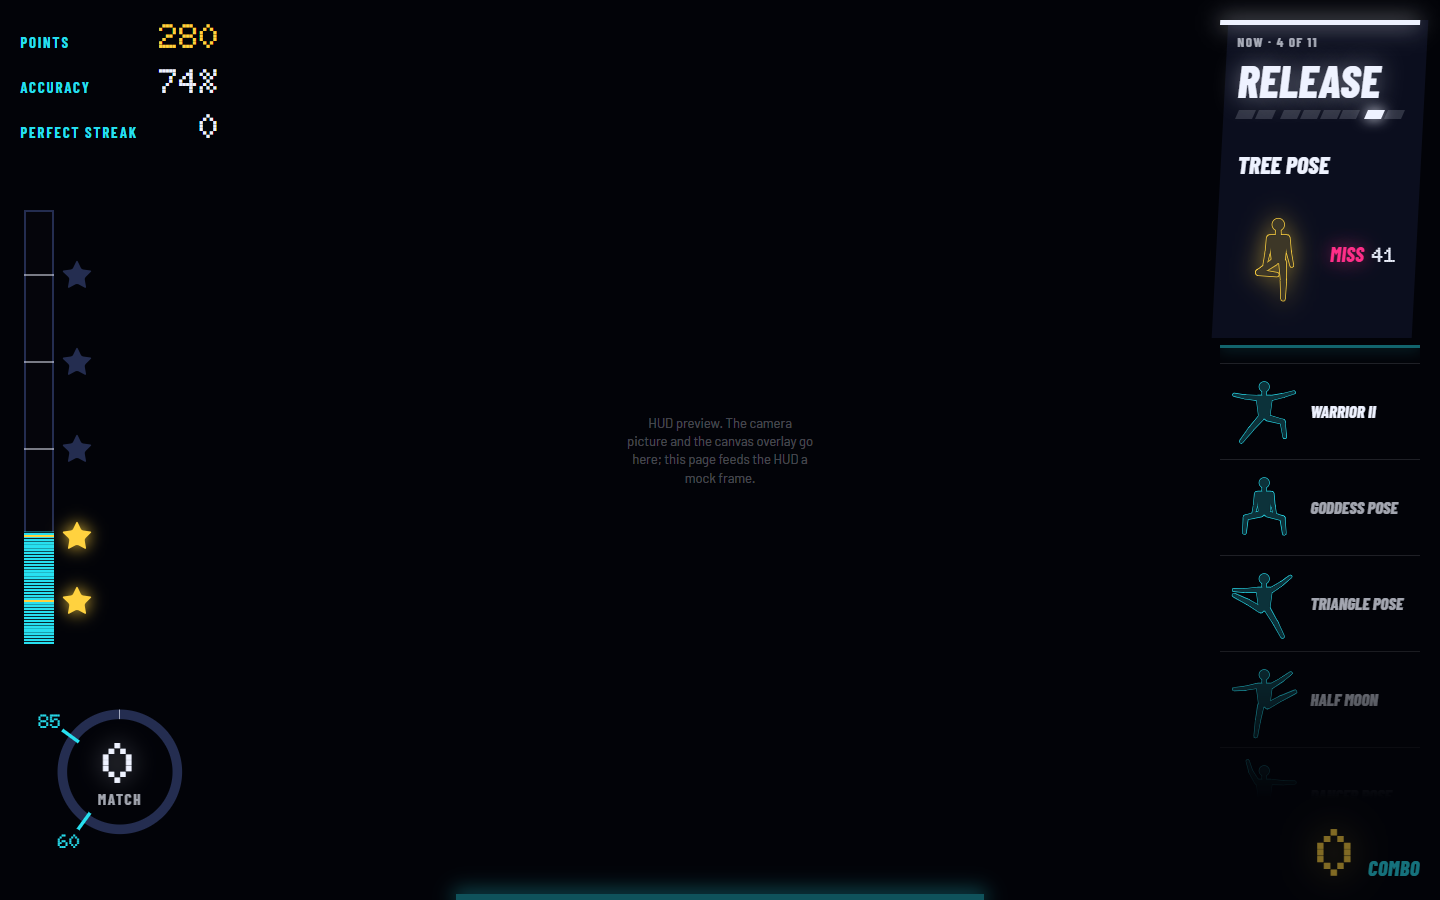 POINTS 280
ACCURACY 74%
PERFECT STREAK 0
NOW · 4 OF 11
RELEASE
TREE POSE
MISS 41
WARRIOR II
GODDESS POSE
TRIANGLE POSE
HALF MOON
HUD preview. The camera
picture and the canvas overlay go
here; this page feeds the HUD a
mock frame.
85
0
MATCH
60
0 COMBO